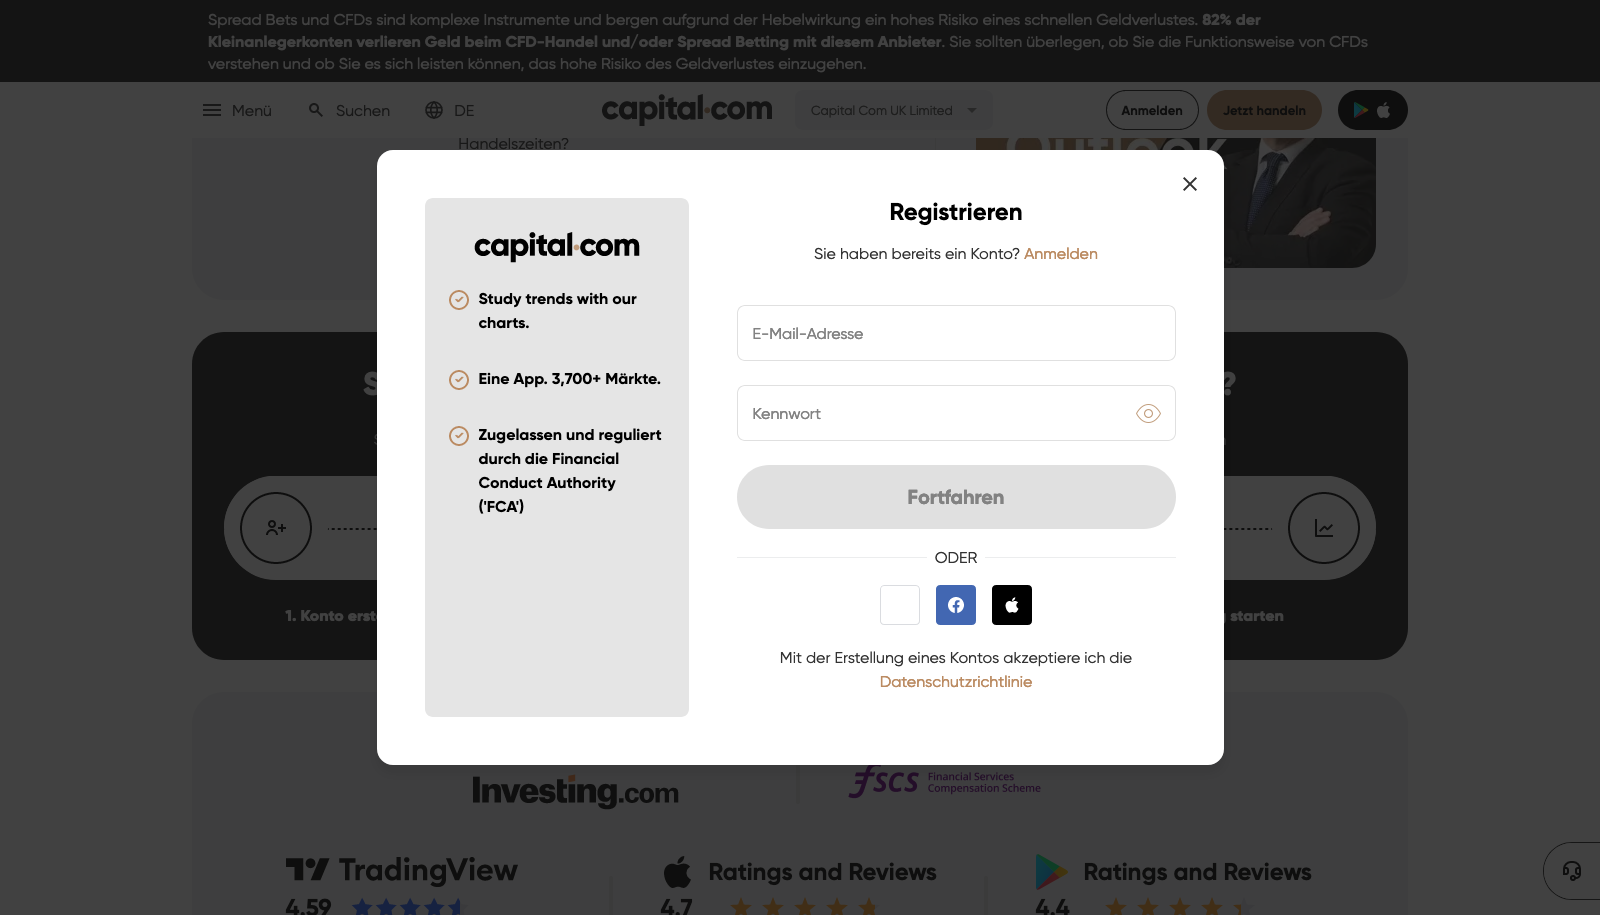 Spread Bets und CFDs sind komplexe Instrumente und bergen aufgrund der Hebelwirkung ein hohes Risiko eines schnellen Geldverlustes. 82% der
Kleinanlegerkonten verlieren Geld beim CFD-Handel und/oder Spread Betting mit diesem Anbieter. Sie sollten überlegen, ob Sie die Funktionsweise von CFDs
verstehen und ob Sie es sich leisten können, das hohe Risiko des Geldverlustes einzugehen.
Menü
Suchen
DE
capital.com
Capital Com UK Limited
Anmelden
Jetzt handeln
Handelszeiten?
Outlook
capital.com
Study trends with our
charts.
Eine App. 3,700+ Märkte.
Zugelassen und reguliert
durch die Financial
Conduct Authority
('FCA')
Registrieren
Sie haben bereits ein Konto? Anmelden
E-Mail-Adresse
Kennwort
Fortfahren
ODER
Mit der Erstellung eines Kontos akzeptiere ich die
Datenschutzrichtlinie
?
1. Konto
starten
Investing.com
FSCS
Financial Services
Compensation Scheme
TradingView
4.59
Ratings and Reviews
4.7
Ratings and Reviews
4.4